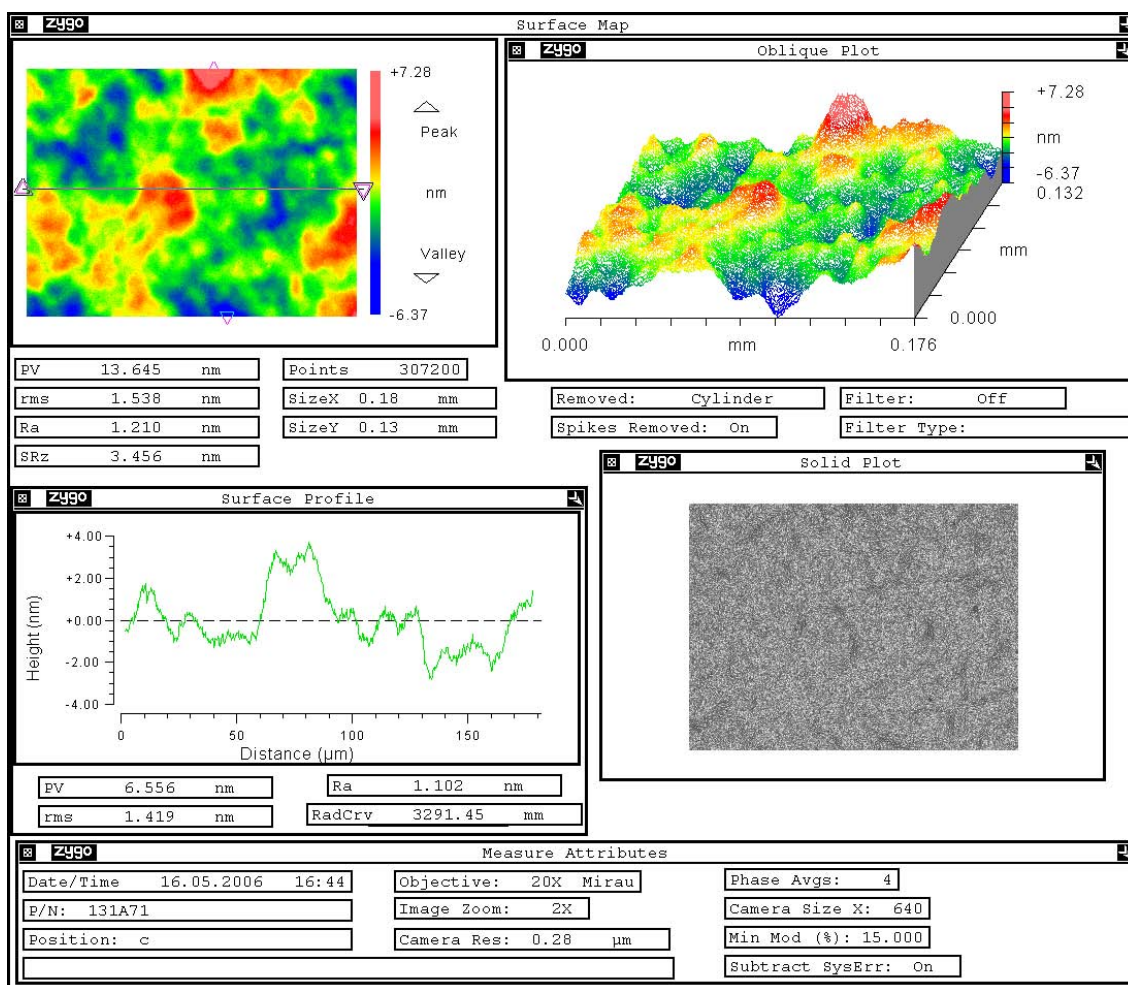 zygo Surface Map
+7.28
Peak
nm
Valley
-6.37
zygo Oblique Plot
+7.28
nm
-6.37
0.132
mm
0.000
0.000 mm 0.176
PV 13.645 nm
rms 1.538 nm
Ra 1.210 nm
SRz 3.456 nm
Points 307200
SizeX 0.18 mm
SizeY 0.13 mm
Removed: Cylinder
Spikes Removed: On
Filter: Off
Filter Type:
zygo Surface Profile
+4.00
+2.00
+0.00
-2.00
-4.00
Height (nm)
0 50 100 150
Distance (µm)
PV 6.556 nm
rms 1.419 nm
Ra 1.102 nm
RadCrv 3291.45 mm
zygo Solid Plot
zygo Measure Attributes
Date/Time 16.05.2006 16:44
P/N: 131A71
Position: c
Objective: 20X Mirau
Image Zoom: 2X
Camera Res: 0.28 µm
Phase Avgs: 4
Camera Size X: 640
Min Mod (%): 15.000
Subtract SysErr: On